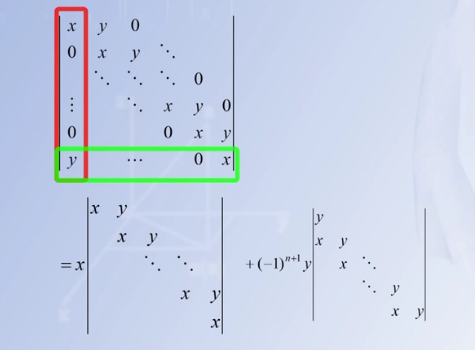 x y 0
0 x y ⋱
⋱ ⋱ ⋱ 0
⋮ ⋱ x y 0
0 0 x y
y ⋯ 0 x
x y
x y
⋱ ⋱
x y
x
= x
+ (−1)ⁿ⁺¹ y
y
x y
x ⋱
⋱ y
x y